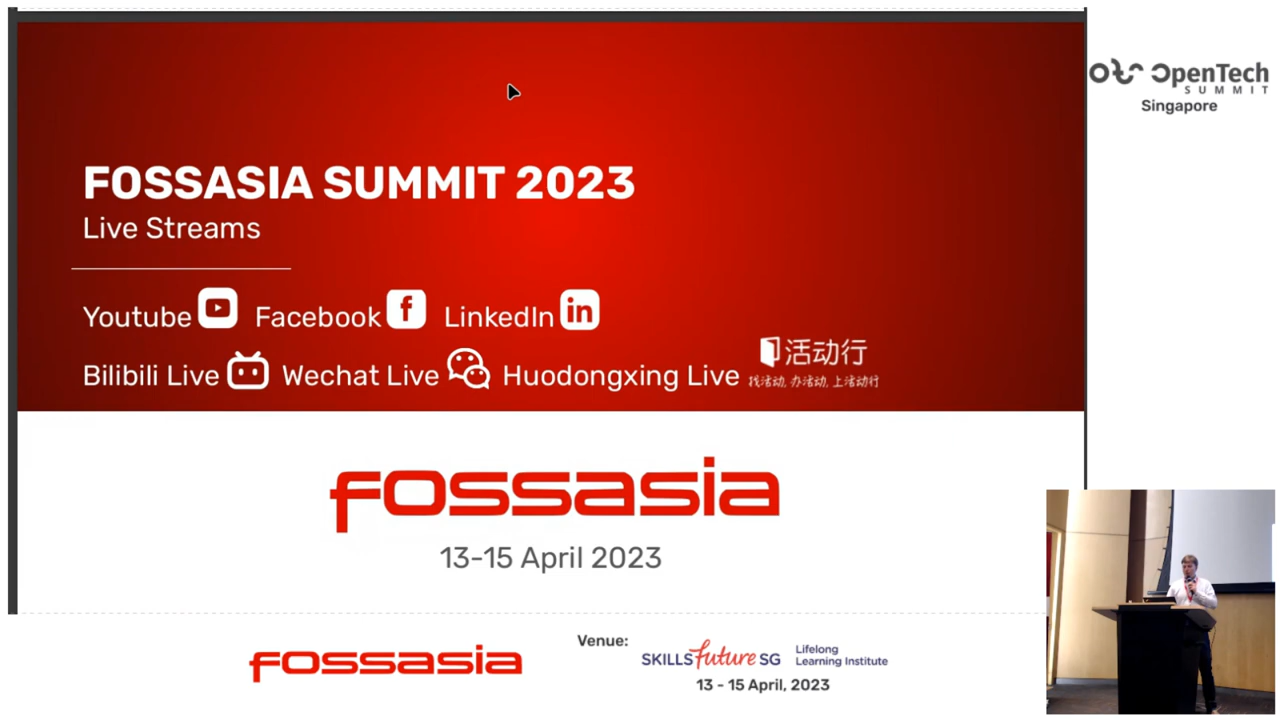 FOSSASIA SUMMIT 2023
Live Streams
Youtube Facebook LinkedIn
Bilibili Live Wechat Live Huodongxing Live
活动行
找活动, 办活动, 上活动行
fossasia
13-15 April 2023
OpenTech
SUMMIT
Singapore
fossasia
Venue:
SKILLSfuture SG
Lifelong
Learning Institute
13 - 15 April, 2023